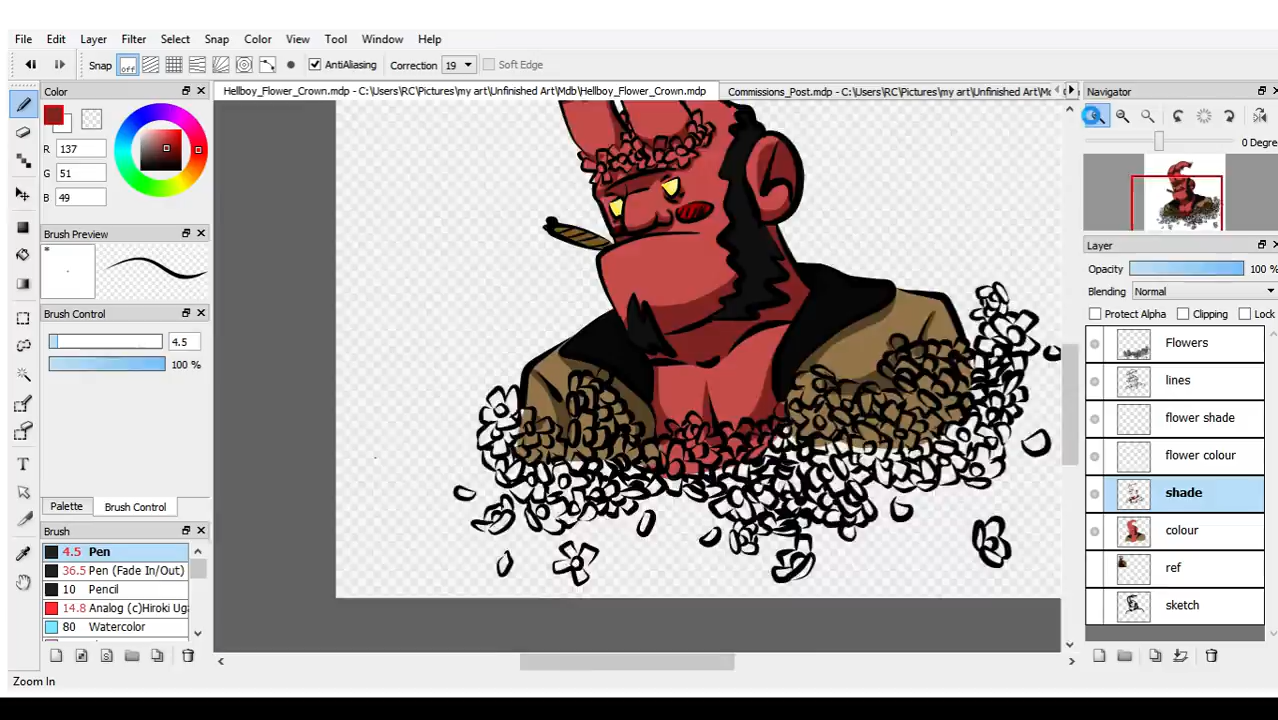 File Edit Layer Filter Select Snap Color View Tool Window Help
Snap off AntiAliasing Correction 19 Soft Edge
Color
Hellboy_Flower_Crown.mdp - C:\Users\RC\Pictures\my art\Unfinished Art\Mdb\Hellboy_Flower_Crown.mdp
Commissions_Post.mdp - C:\Users\RC\Pictures\my art\Unfinished Art\M
Navigator
R 137
G 51
B 49
0 Degree
Brush Preview
*
Layer
Opacity 100 %
Blending Normal
Brush Control
Protect Alpha Clipping Lock
4.5
100 %
Flowers
lines
flower shade
flower colour
shade
colour
ref
sketch
Palette Brush Control
Brush
4.5 Pen
36.5 Pen (Fade In/Out)
10 Pencil
14.8 Analog (c)Hiroki Ug
80 Watercolor
Zoom In